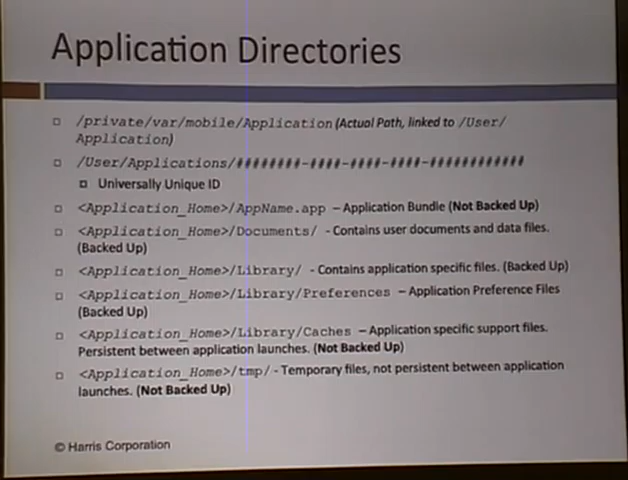 Application Directories
/private/var/mobile/Application (Actual Path, linked to /User/
Application)
/User/Applications/########-####-####-####-############
Universally Unique ID
<Application_Home>/AppName.app – Application Bundle (Not Backed Up)
<Application_Home>/Documents/ - Contains user documents and data files.
(Backed Up)
<Application_Home>/Library/ - Contains application specific files. (Backed Up)
<Application_Home>/Library/Preferences – Application Preference Files
(Backed Up)
<Application_Home>/Library/Caches – Application specific support files.
Persistent between application launches. (Not Backed Up)
<Application_Home>/tmp/ - Temporary files, not persistent between application
launches. (Not Backed Up)
© Harris Corporation